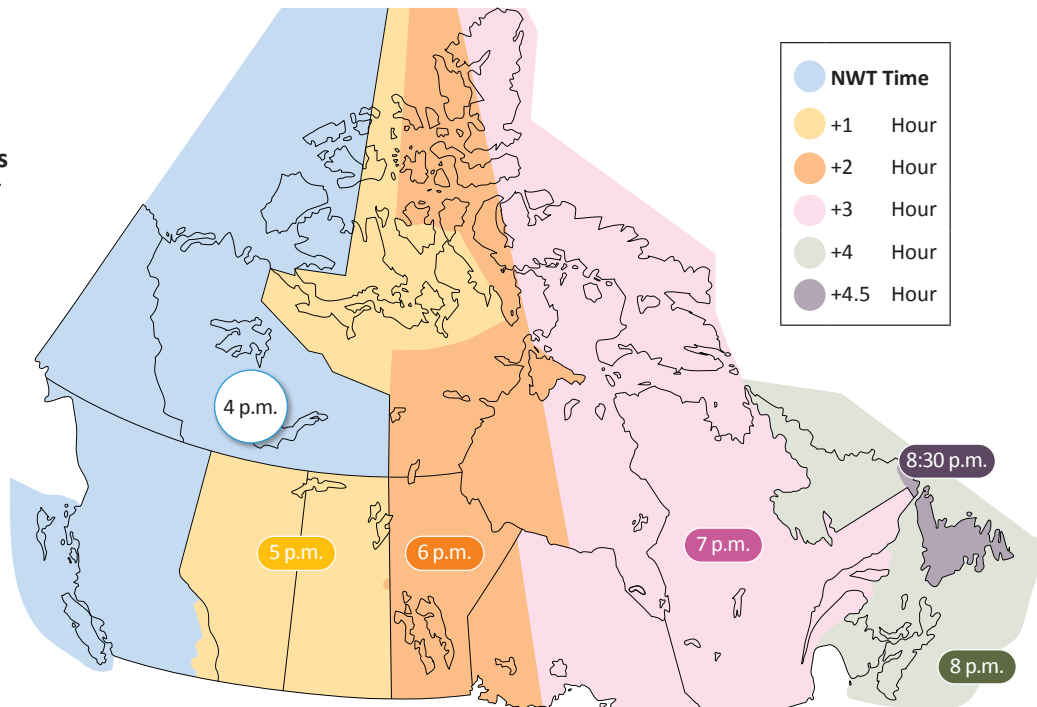 s
NWT Time
+1 Hour
+2 Hour
+3 Hour
+4 Hour
+4.5 Hour
4 p.m.
8:30 p.m.
5 p.m.
6 p.m.
7 p.m.
8 p.m.